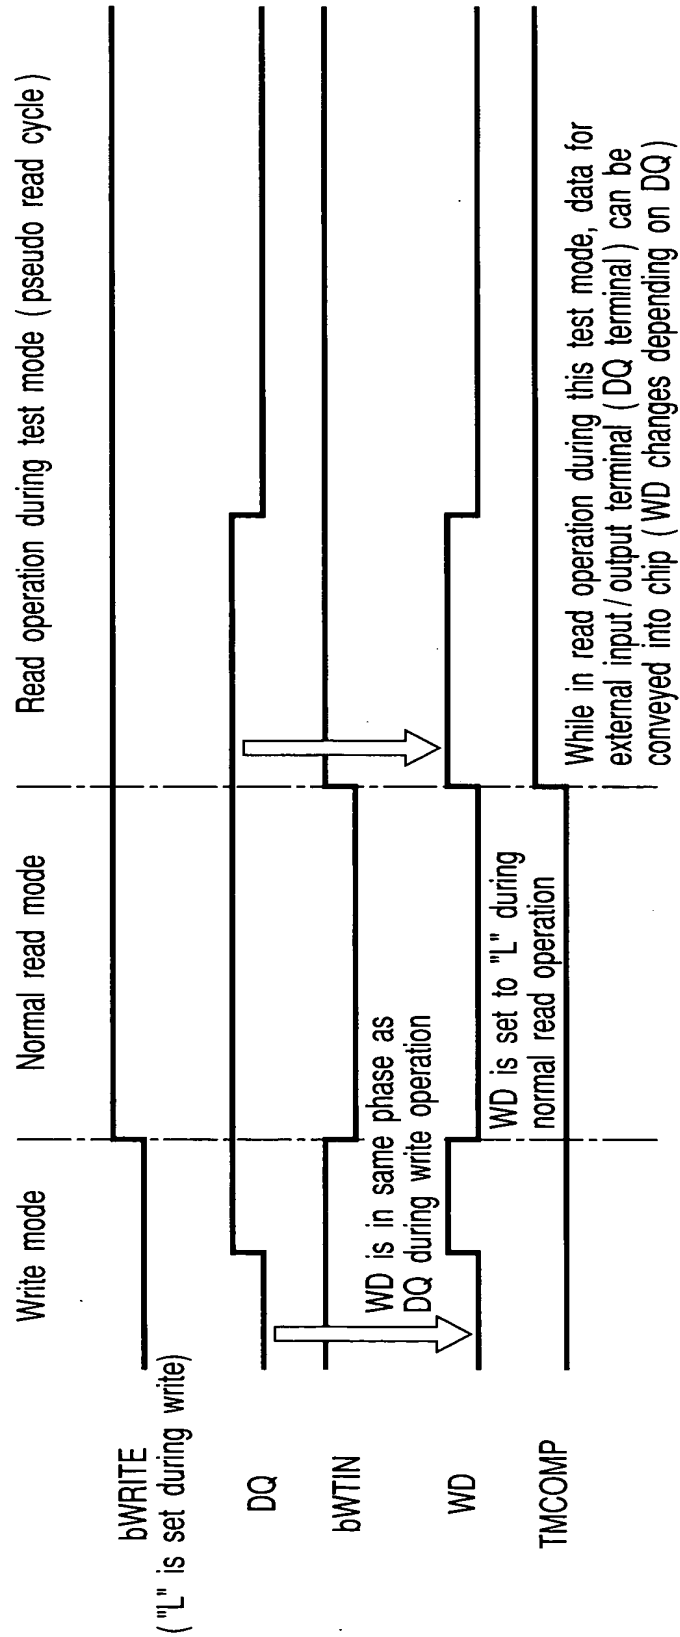 Write mode
Normal read mode
Read operation during test mode ( pseudo read cycle )
bWRITE
( "L" is set during write)
DQ
bWTIN
WD is in same phase as
DQ during write operation
WD
WD is set to "L" during
normal read operation
TMCOMP
While in read operation during this test mode, data for
external input / output terminal ( DQ terminal ) can be
conveyed into chip ( WD changes depending on DQ )